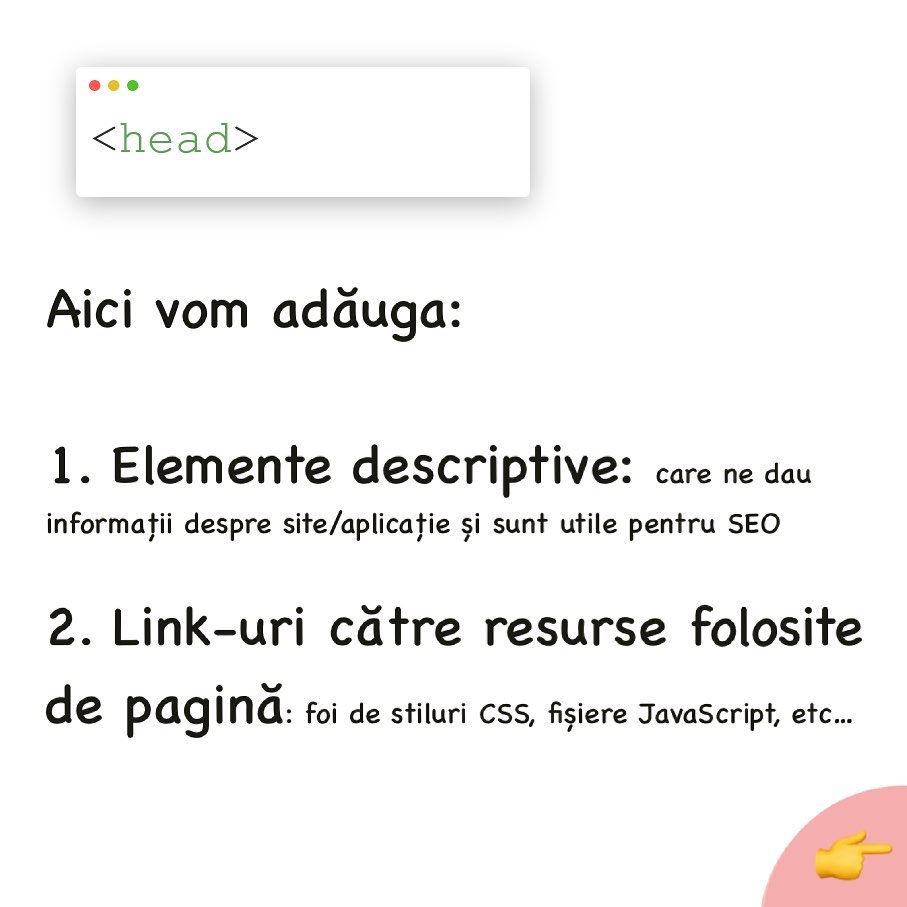 <head>
Aici vom adăuga:
1. Elemente descriptive: care ne dau
informații despre site/aplicație și sunt utile pentru SEO
2. Link-uri către resurse folosite
de pagină: foi de stiluri CSS, fișiere JavaScript, etc...